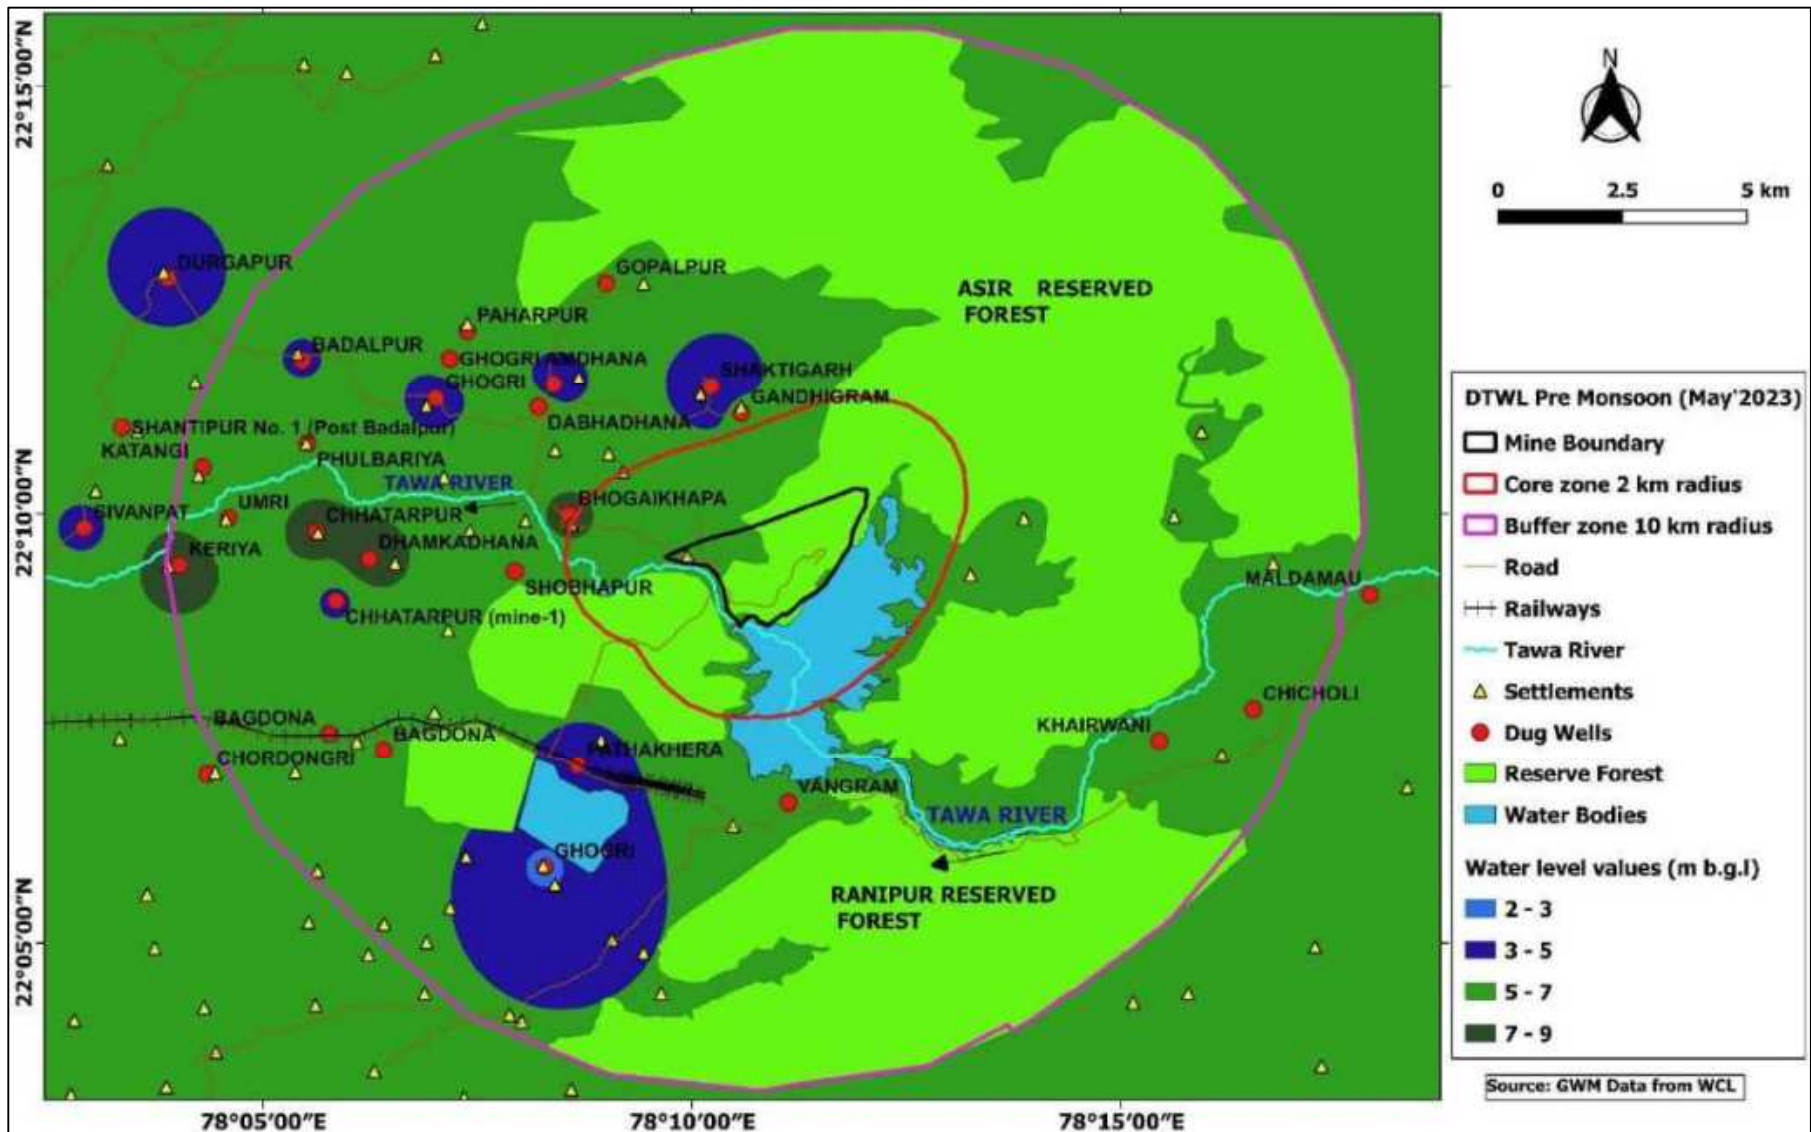 22°15′00″N
22°10′00″N
22°05′00″N
78°05′00″E
78°10′00″E
78°15′00″E
DURGAPUR
GOPALPUR
PAHARPUR
BADALPUR
GHOGRI AMDHANA
GHOGRI
SHAKTIGARH
GANDHIGRAM
DABHADHANA
SHANTIPUR No. 1 /(Post Badalpur)
KATANGI
PHULBARIYA
TAWA RIVER
BHOGAIKHAPA
SIVANPAT
UMRI
CHHATARPUR
DHAMKADHANA
KERIYA
SHOBHAPUR
CHHATARPUR (mine-1)
ASIR RESERVED
FOREST
MALDAMAU
CHICHOLI
KHAIRWANI
BAGDONA
BAGDONA
CHORDONGRI
PATHAKHERA
VANGRAM
TAWA RIVER
GHOGRI
RANIPUR RESERVED
FOREST
N
0 2.5 5 km
DTWL Pre Monsoon (May'2023)
Mine Boundary
Core zone 2 km radius
Buffer zone 10 km radius
Road
Railways
Tawa River
Settlements
Dug Wells
Reserve Forest
Water Bodies
Water level values (m b.g.l)
2 - 3
3 - 5
5 - 7
7 - 9
Source: GWM Data from WCL